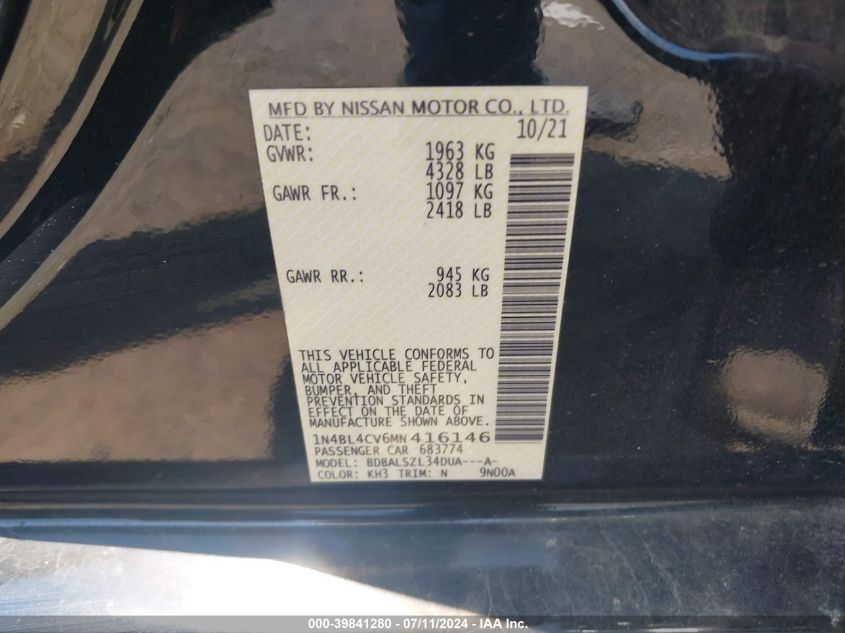 MFD BY NISSAN MOTOR CO., LTD.
DATE: 10/21
GVWR: 1963 KG
4328 LB
GAWR FR.: 1097 KG
2418 LB
GAWR RR.: 945 KG
2083 LB
THIS VEHICLE CONFORMS TO
ALL APPLICABLE FEDERAL
MOTOR VEHICLE SAFETY,
BUMPER, AND THEFT
PREVENTION STANDARDS IN
EFFECT ON THE DATE OF
MANUFACTURE SHOWN ABOVE.
1N4BL4CV6MN416146
PASSENGER CAR 683774
MODEL: BDBALSZL34DUA---A-
COLOR: KH3 TRIM: N 9N00A
000-39841280 - 07/11/2024 - IAA Inc.